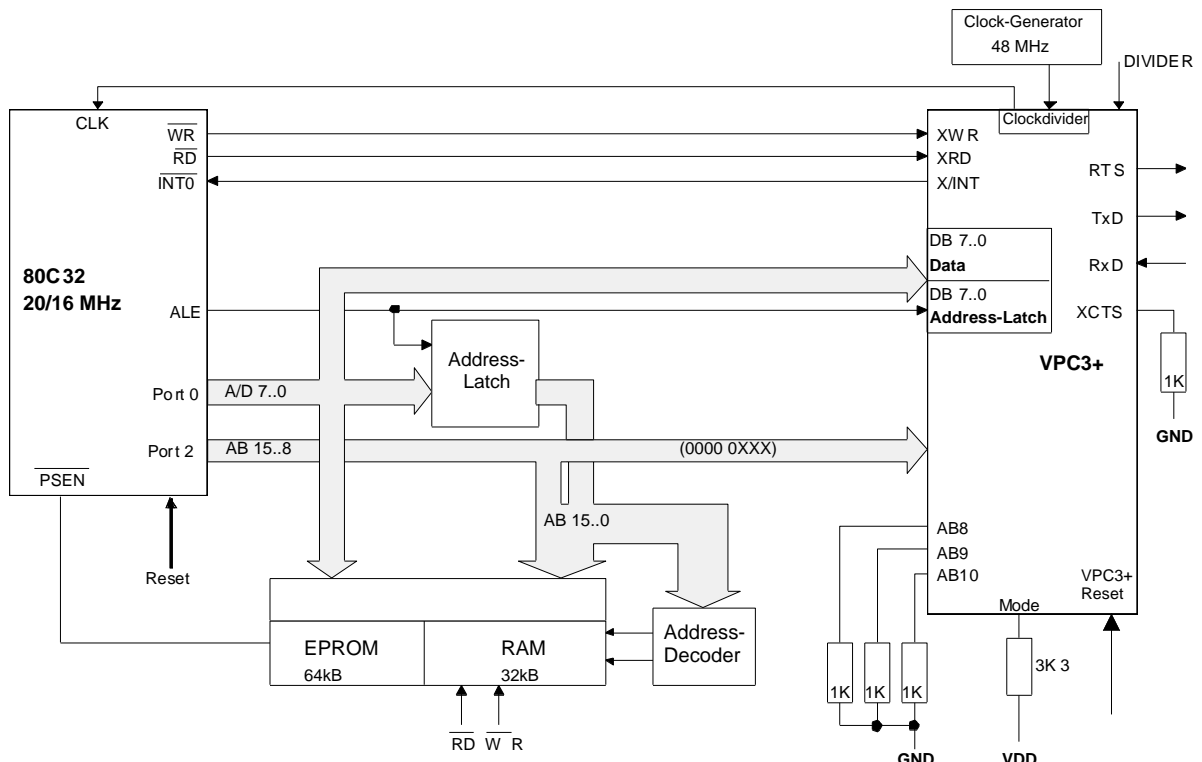 Clock-Generator
48 MHz
DIVIDER
CLK
Clockdivider
WR
XWR
RD
XRD
INT0
X/INT
RTS
TxD
DB 7..0
Data
80C32
20/16 MHz
RxD
DB 7..0
Address-Latch
ALE
XCTS
Address-
Latch
VPC3+
1K
Port 0
A/D 7..0
GND
Port 2
AB 15..8
(0000 0XXX)
PSEN
AB 15..0
AB8
AB9
AB10
Reset
VPC3+
Reset
Mode
EPROM
64kB
RAM
32kB
Address-
Decoder
1K
1K
1K
3K3
RD
WR
GND
VDD